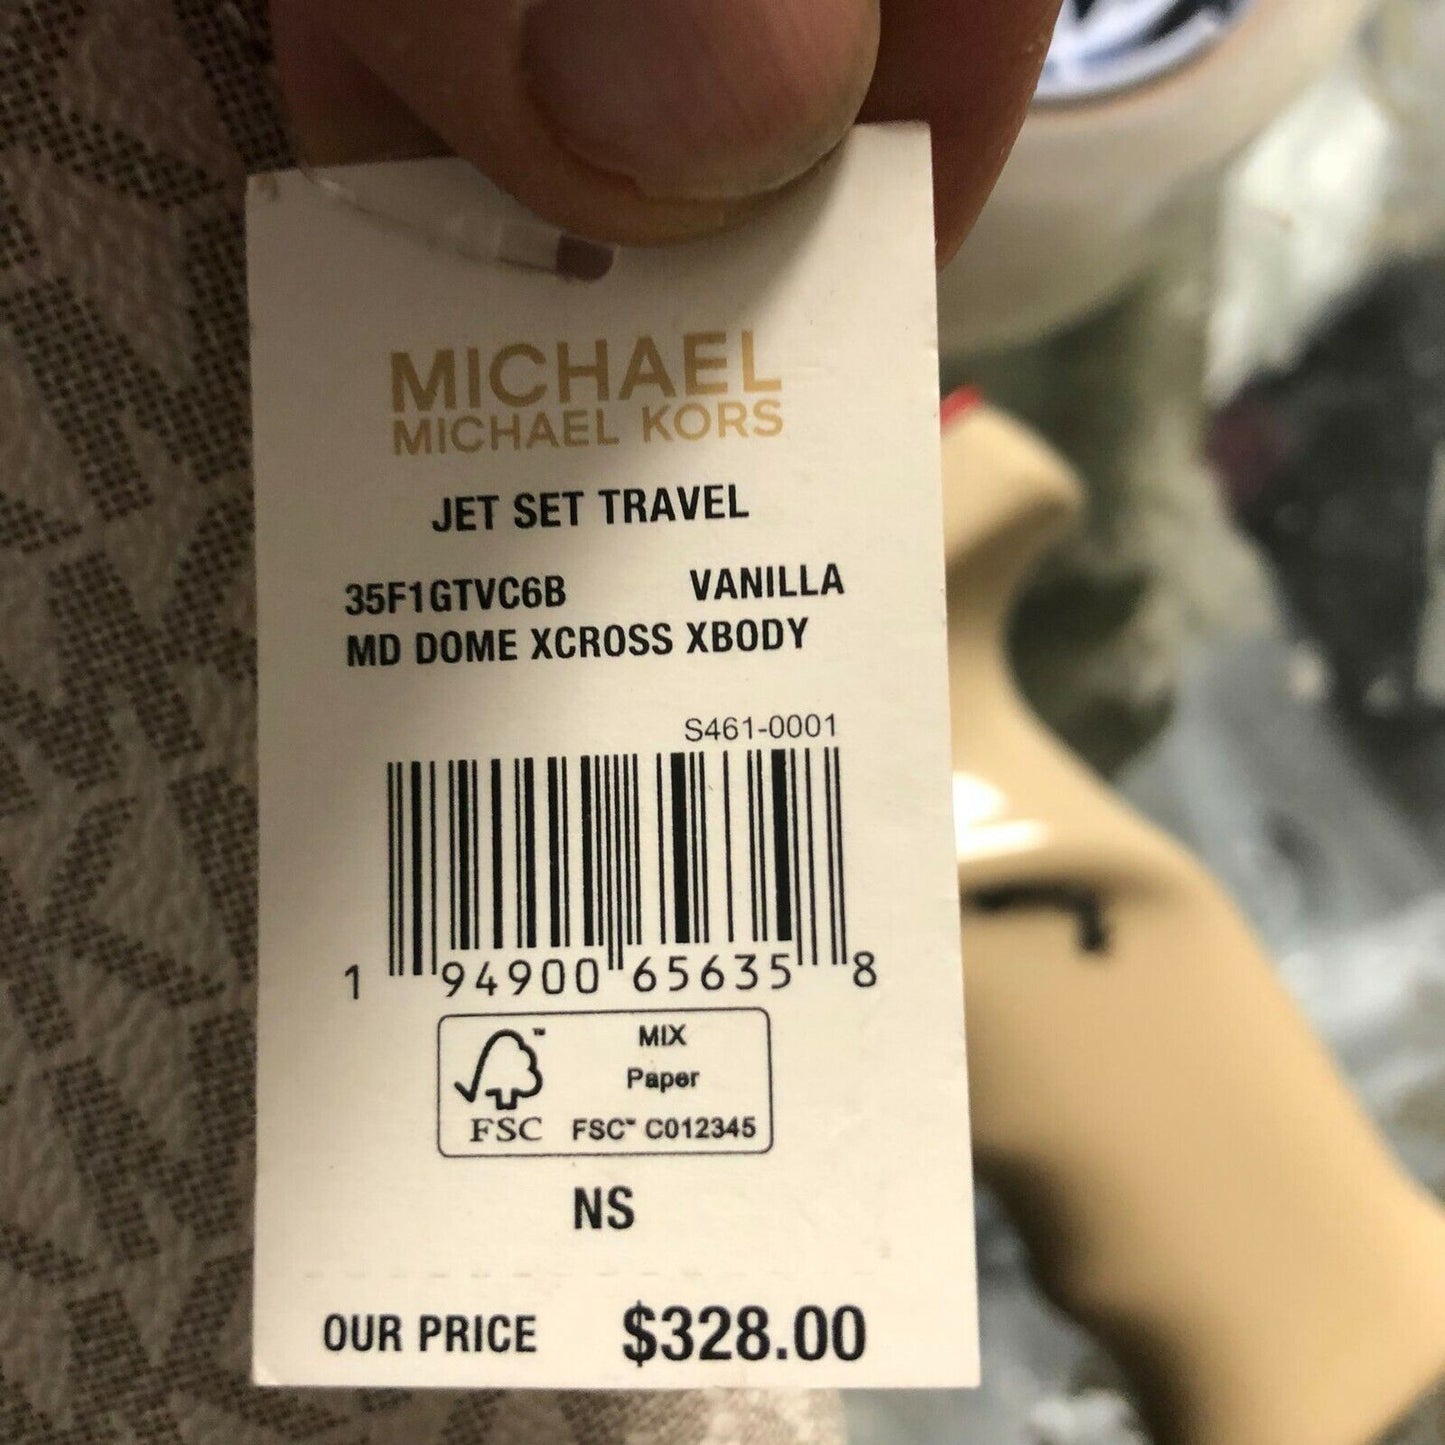 MICHAEL
MICHAEL KORS
JET SET TRAVEL
35F1GTVC6B VANILLA
MD DOME XCROSS XBODY
S461-0001
1 94900 65635 8
MIX
Paper
FSC FSC™ C012345
NS
OUR PRICE $328.00